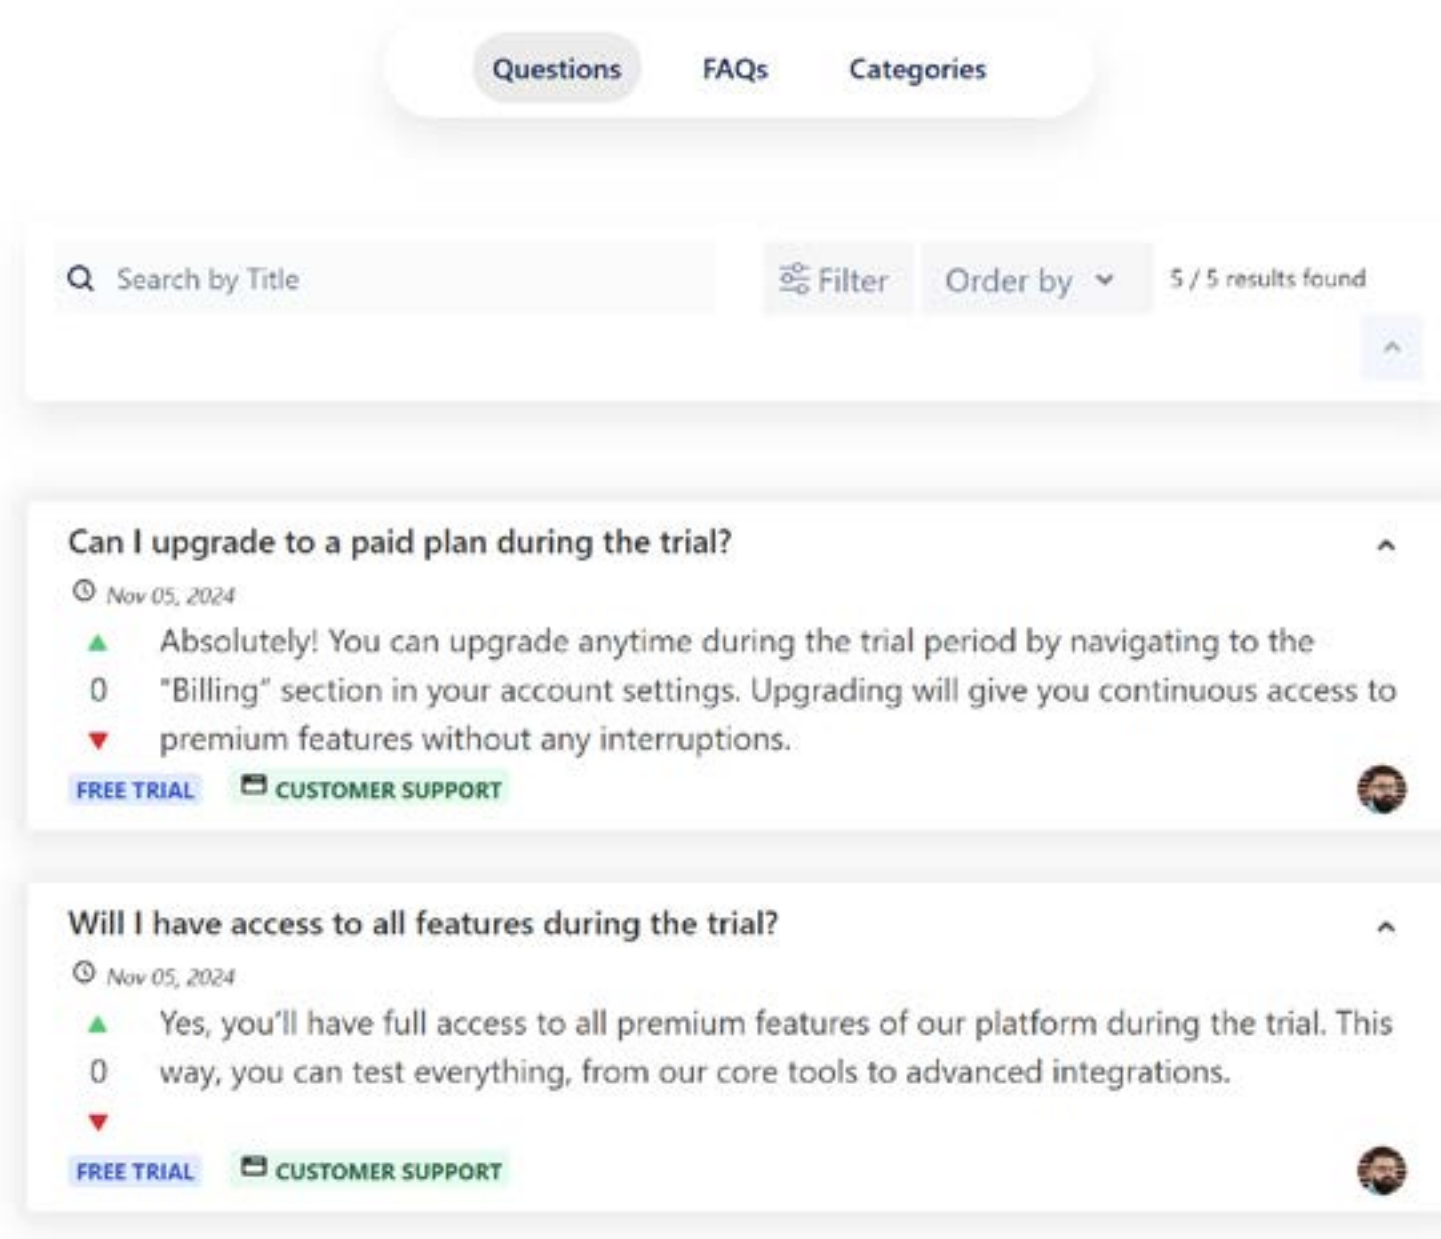 Questions FAQs Categories
Search by Title Filter Order by 5 / 5 results found
Can I upgrade to a paid plan during the trial?
Nov 05, 2024
Absolutely! You can upgrade anytime during the trial period by navigating to the
0 "Billing" section in your account settings. Upgrading will give you continuous access to
premium features without any interruptions.
FREE TRIAL CUSTOMER SUPPORT
Will I have access to all features during the trial?
Nov 05, 2024
Yes, you'll have full access to all premium features of our platform during the trial. This
0 way, you can test everything, from our core tools to advanced integrations.
FREE TRIAL CUSTOMER SUPPORT